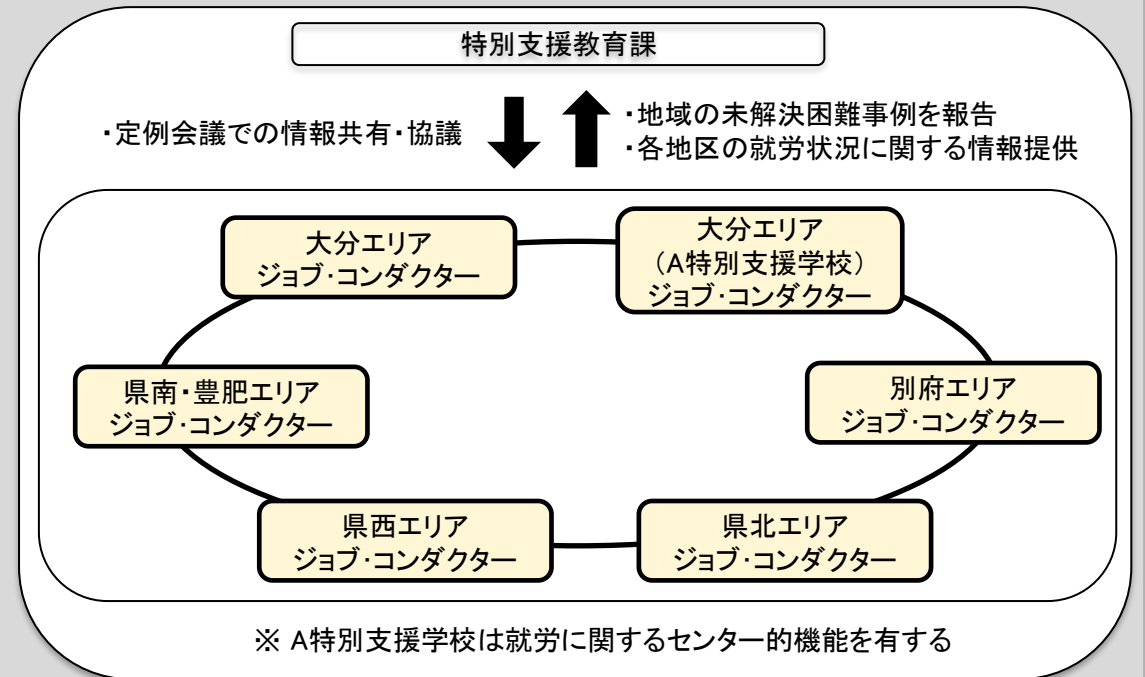 特別支援教育課
・定例会議での情報共有・協議
・地域の未解決困難事例を報告
・各地区の就労状況に関する情報提供
大分エリア
ジョブ・コンダクター
大分エリア
（A特別支援学校）
ジョブ・コンダクター
県南・豊肥エリア
ジョブ・コンダクター
別府エリア
ジョブ・コンダクター
県西エリア
ジョブ・コンダクター
県北エリア
ジョブ・コンダクター
※ A特別支援学校は就労に関するセンター的機能を有する